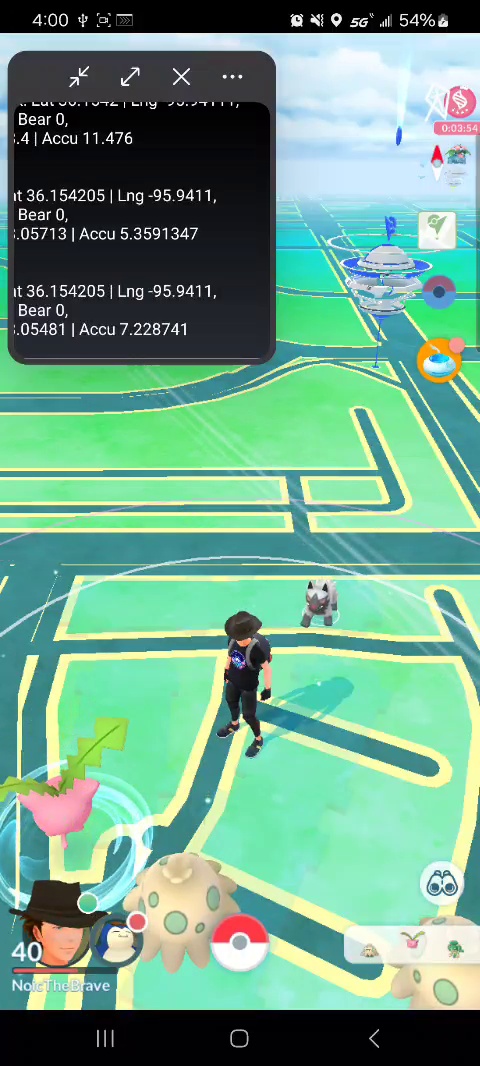 4:00
5G
54%
Bear 0,
.4 | Accu 11.476
at 36.154205 | Lng -95.9411,
Bear 0,
.05713 | Accu 5.3591347
at 36.154205 | Lng -95.9411,
Bear 0,
.05481 | Accu 7.228741
0:03:54
40
NoicTheBrave